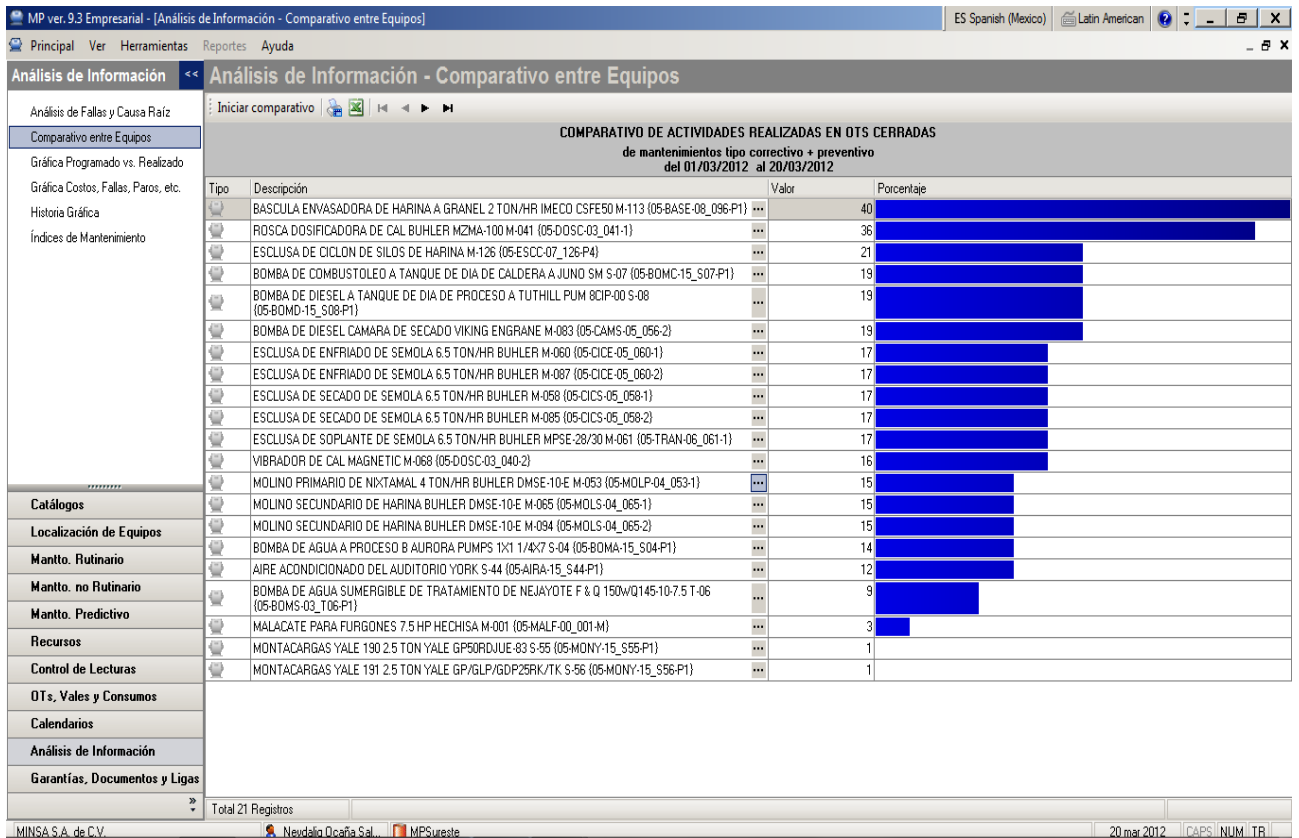 MP ver. 9.3 Empresarial - [Análisis de Información - Comparativo entre Equipos]
ES Spanish (Mexico) Latin American
Principal Ver Herramientas Reportes Ayuda
Análisis de Información << Análisis de Información - Comparativo entre Equipos
Análisis de Fallas y Causa Raíz
Comparativo entre Equipos
Gráfica Programado vs. Realizado
Gráfica Costos, Fallas, Paros, etc.
Historia Gráfica
Índices de Mantenimiento
Catálogos
Localización de Equipos
Mantto. Rutinario
Mantto. no Rutinario
Mantto. Predictivo
Recursos
Control de Lecturas
OTs, Vales y Consumos
Calendarios
Análisis de Información
Garantías, Documentos y Ligas
Iniciar comparativo
COMPARATIVO DE ACTIVIDADES REALIZADAS EN OTS CERRADAS
de mantenimientos tipo correctivo + preventivo
del 01/03/2012 al 20/03/2012
Tipo Descripción Valor Porcentaje
BASCULA ENVASADORA DE HARINA A GRANEL 2 TON/HR IMECO CSFE50 M-113 {05-BASE-08_096-P1} ... 40
ROSCA DOSIFICADORA DE CAL BUHLER MZMA-100 M-041 {05-DOSC-03_041-1} ... 36
ESCLUSA DE CICLON DE SILOS DE HARINA M-126 {05-ESCC-07_126-P4} ... 21
BOMBA DE COMBUSTOLEO A TANQUE DE DIA DE CALDERA A JUNO SM S-07 {05-BOMC-15_S07-P1} ... 19
BOMBA DE DIESEL A TANQUE DE DIA DE PROCESO A TUTHILL PUM 8CIP-00 S-08
{05-BOMD-15_S08-P1} ... 19
BOMBA DE DIESEL CAMARA DE SECADO VIKING ENGRANE M-083 {05-CAMS-05_056-2} ... 19
ESCLUSA DE ENFRIADO DE SEMOLA 6.5 TON/HR BUHLER M-060 {05-CICE-05_060-1} ... 17
ESCLUSA DE ENFRIADO DE SEMOLA 6.5 TON/HR BUHLER M-087 {05-CICE-05_060-2} ... 17
ESCLUSA DE SECADO DE SEMOLA 6.5 TON/HR BUHLER M-058 {05-CICS-05_058-1} ... 17
ESCLUSA DE SECADO DE SEMOLA 6.5 TON/HR BUHLER M-085 {05-CICS-05_058-2} ... 17
ESCLUSA DE SOPLANTE DE SEMOLA 6.5 TON/HR BUHLER MPSE-28/30 M-061 {05-TRAN-06_061-1} ... 17
VIBRADOR DE CAL MAGNETIC M-068 {05-DOSC-03_040-2} ... 16
MOLINO PRIMARIO DE NIXTAMAL 4 TON/HR BUHLER DMSE-10-E M-053 {05-MOLP-04_053-1} ... 15
MOLINO SECUNDARIO DE HARINA BUHLER DMSE-10-E M-065 {05-MOLS-04_065-1} ... 15
MOLINO SECUNDARIO DE HARINA BUHLER DMSE-10-E M-094 {05-MOLS-04_065-2} ... 15
BOMBA DE AGUA A PROCESO B AURORA PUMPS 1X1 1/4X7 S-04 {05-BOMA-15_S04-P1} ... 14
AIRE ACONDICIONADO DEL AUDITORIO YORK S-44 {05-AIRA-15_S44-P1} ... 12
BOMBA DE AGUA SUMERGIBLE DE TRATAMIENTO DE NEJAYOTE F & Q 150WQ145-10-7.5 T-06
{05-BOMS-03_T06-P1} ... 9
MALACATE PARA FURGONES 7.5 HP HECHISA M-001 {05-MALF-00_001-M} ... 3
MONTACARGAS YALE 190 2.5 TON YALE GP50RDJUE-83 S-55 {05-MONY-15_S55-P1} ... 1
MONTACARGAS YALE 191 2.5 TON YALE GP/GLP/GDP25RK/TK S-56 {05-MONY-15_S56-P1} ... 1
Total 21 Registros
MINSA S.A. de C.V. Neydalig Ocaña Sal... MPSureste 20 mar 2012 CAPS NUM TR